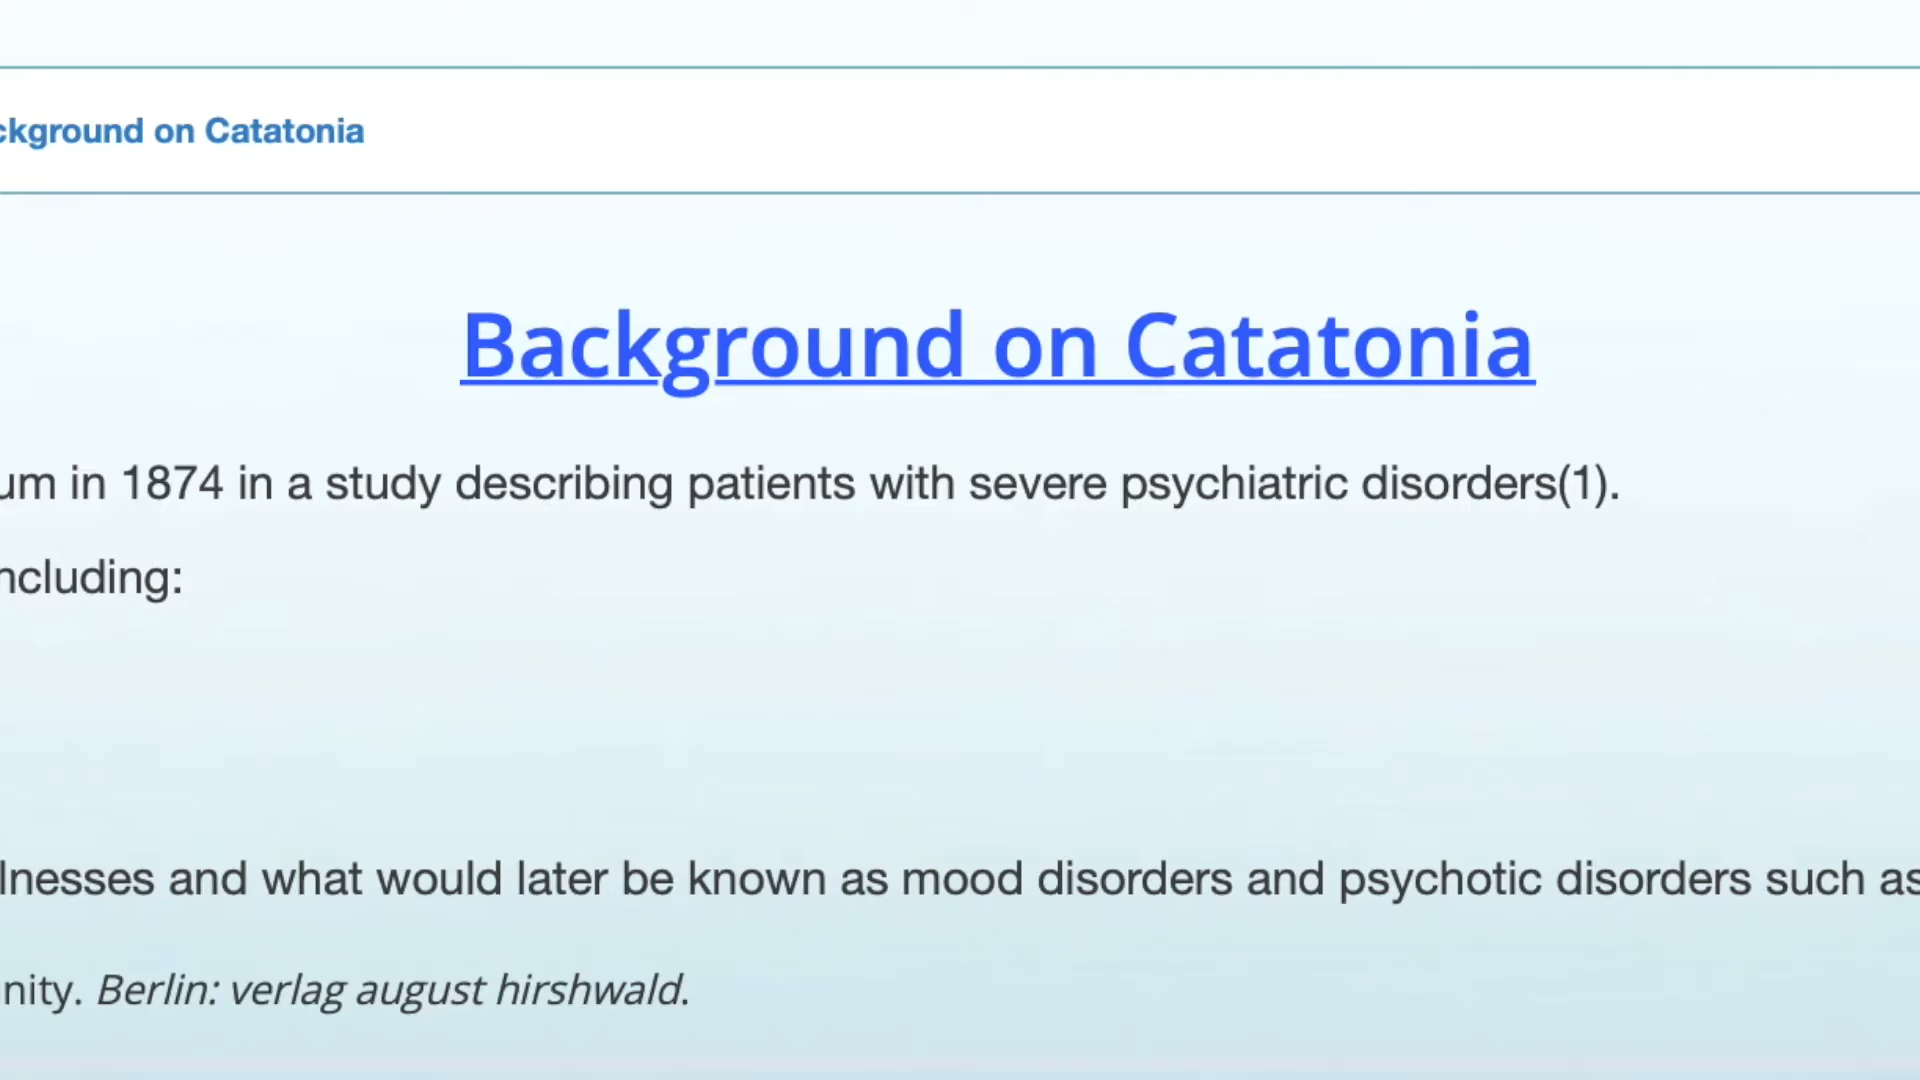 ckground on Catatonia
Background on Catatonia
um in 1874 in a study describing patients with severe psychiatric disorders(1).
ncluding:
lnesses and what would later be known as mood disorders and psychotic disorders such as
nity. Berlin: verlag august hirshwald.